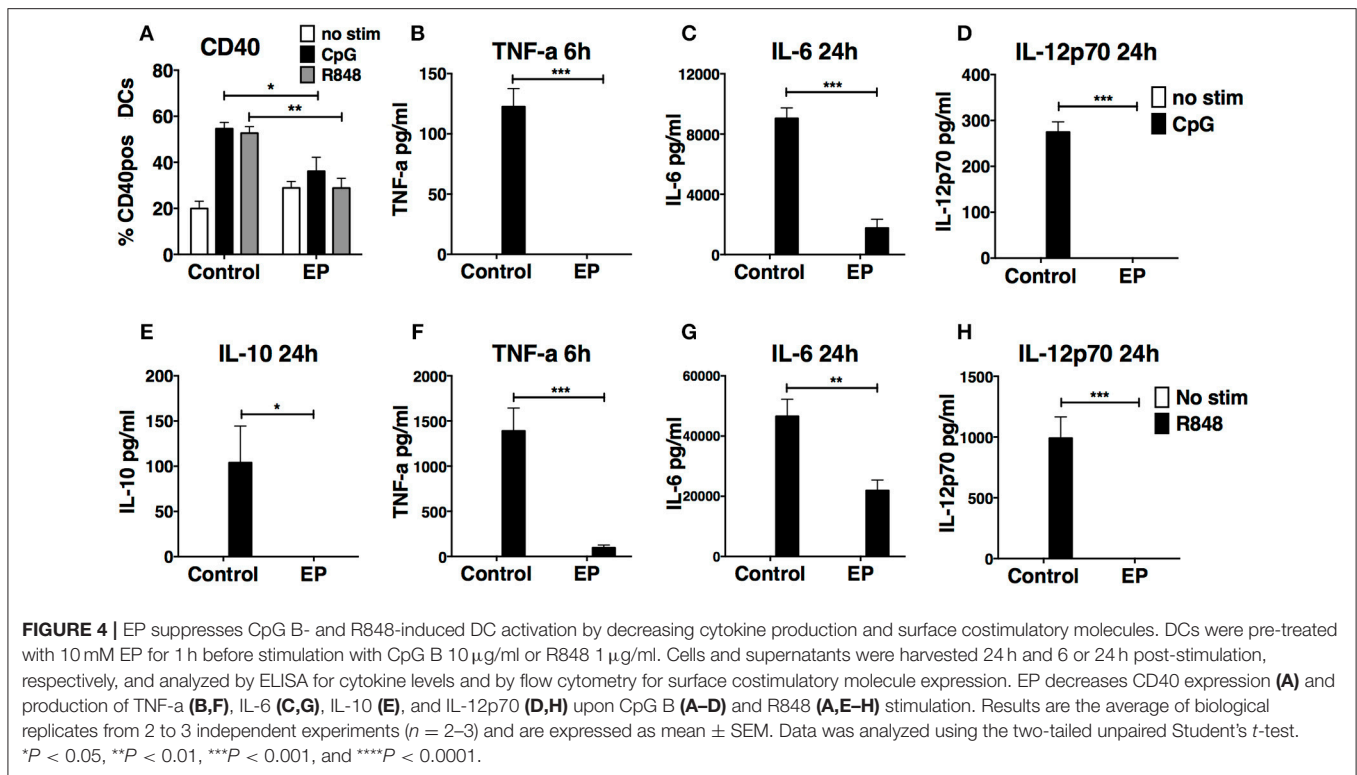 A
CD40
no stim
CpG
R848
% CD40pos DCs
80
60
40
20
0
*
**
Control
EP
B
TNF-a 6h
TNF-a pg/ml
150
100
50
0
***
Control
EP
C
IL-6 24h
IL-6 pg/ml
12000
8000
4000
0
***
Control
EP
D
IL-12p70 24h
IL-12p70 pg/ml
400
300
200
100
0
***
no stim
CpG
Control
EP
E
IL-10 24h
IL-10 pg/ml
200
150
100
50
0
*
Control
EP
F
TNF-a 6h
TNF-a pg/ml
2000
1500
1000
500
0
***
Control
EP
G
IL-6 24h
IL-6 pg/ml
60000
40000
20000
0
**
Control
EP
H
IL-12p70 24h
IL-12p70 pg/ml
1500
1000
500
0
***
No stim
R848
Control
EP
FIGURE 4 | EP suppresses CpG B- and R848-induced DC activation by decreasing cytokine production and surface costimulatory molecules. DCs were pre-treated
with 10 mM EP for 1 h before stimulation with CpG B 10 µg/ml or R848 1 µg/ml. Cells and supernatants were harvested 24 h and 6 or 24 h post-stimulation,
respectively, and analyzed by ELISA for cytokine levels and by flow cytometry for surface costimulatory molecule expression. EP decreases CD40 expression (A) and
production of TNF-a (B,F), IL-6 (C,G), IL-10 (E), and IL-12p70 (D,H) upon CpG B (A–D) and R848 (A,E–H) stimulation. Results are the average of biological
replicates from 2 to 3 independent experiments (n = 2–3) and are expressed as mean ± SEM. Data was analyzed using the two-tailed unpaired Student's t-test.
*P < 0.05, **P < 0.01, ***P < 0.001, and ****P < 0.0001.